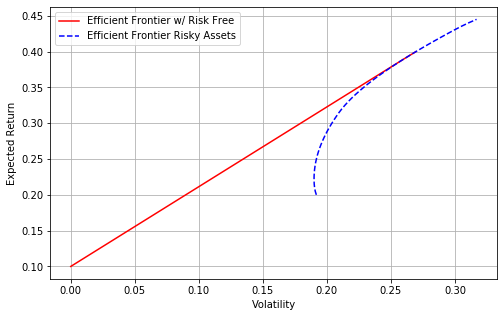 Efficient Frontier w/ Risk Free
Efficient Frontier Risky Assets
0.45
0.40
0.35
0.30
0.25
0.20
0.15
0.10
Expected Return
0.00 0.05 0.10 0.15 0.20 0.25 0.30
Volatility